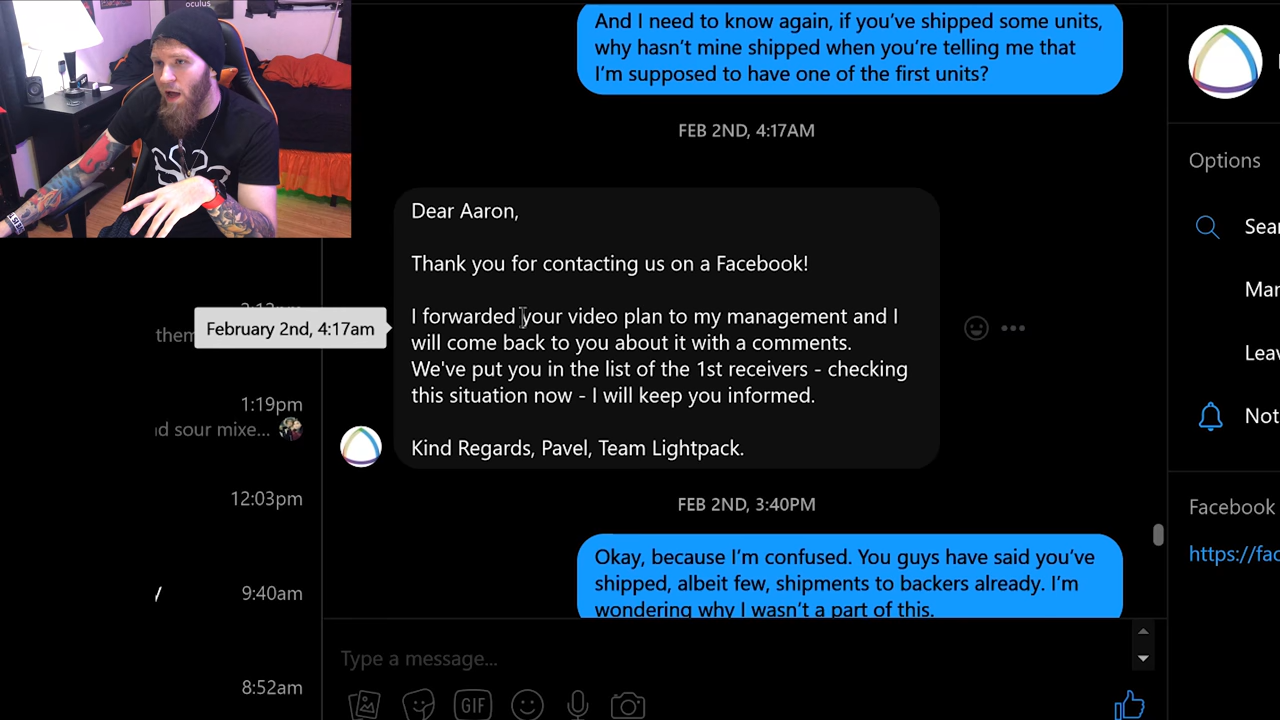 oculus
And I need to know again, if you've shipped some units,
why hasn't mine shipped when you're telling me that
I'm supposed to have one of the first units?
FEB 2ND, 4:17AM
Dear Aaron,
Thank you for contacting us on a Facebook!
I forwarded your video plan to my management and I
will come back to you about it with a comments.
We've put you in the list of the 1st receivers - checking
this situation now - I will keep you informed.
Kind Regards, Pavel, Team Lightpack.
February 2nd, 4:17am
FEB 2ND, 3:40PM
Okay, because I'm confused. You guys have said you've
shipped, albeit few, shipments to backers already. I'm
wondering why I wasn't a part of this.
Type a message...
GIF
them
1:19pm
d sour mixe...
12:03pm
9:40am
8:52am
Options
Sea
Mar
Lea
Not
Facebook
https://fac